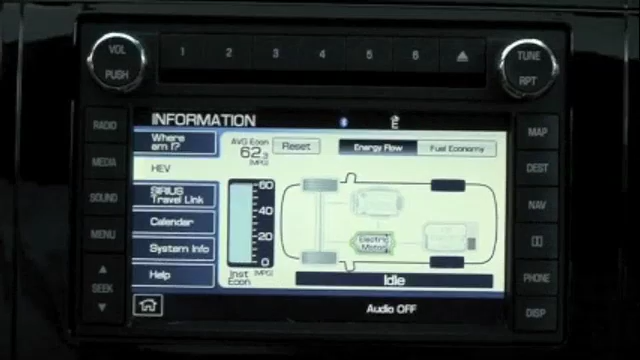 VOL
PUSH
1 2 3 4 5 6
TUNE
RPT
RADIO
MEDIA
SOUND
MENU
SEEK
INFORMATION
E
Where
am I?
HEV
SIRIUS
Travel Link
Calendar
System Info
Help
AVG Econ
62.3
(MPG)
Reset
Energy Flow
Fuel Economy
60
40
20
0
Inst
Econ
(MPG)
Electric
Motor
Idle
Audio OFF
MAP
DEST
NAV
PHONE
DISP